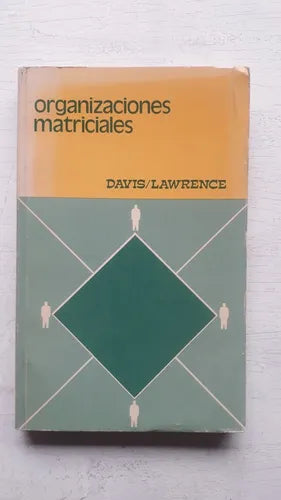 organizaciones
matriciales
DAVIS/LAWRENCE